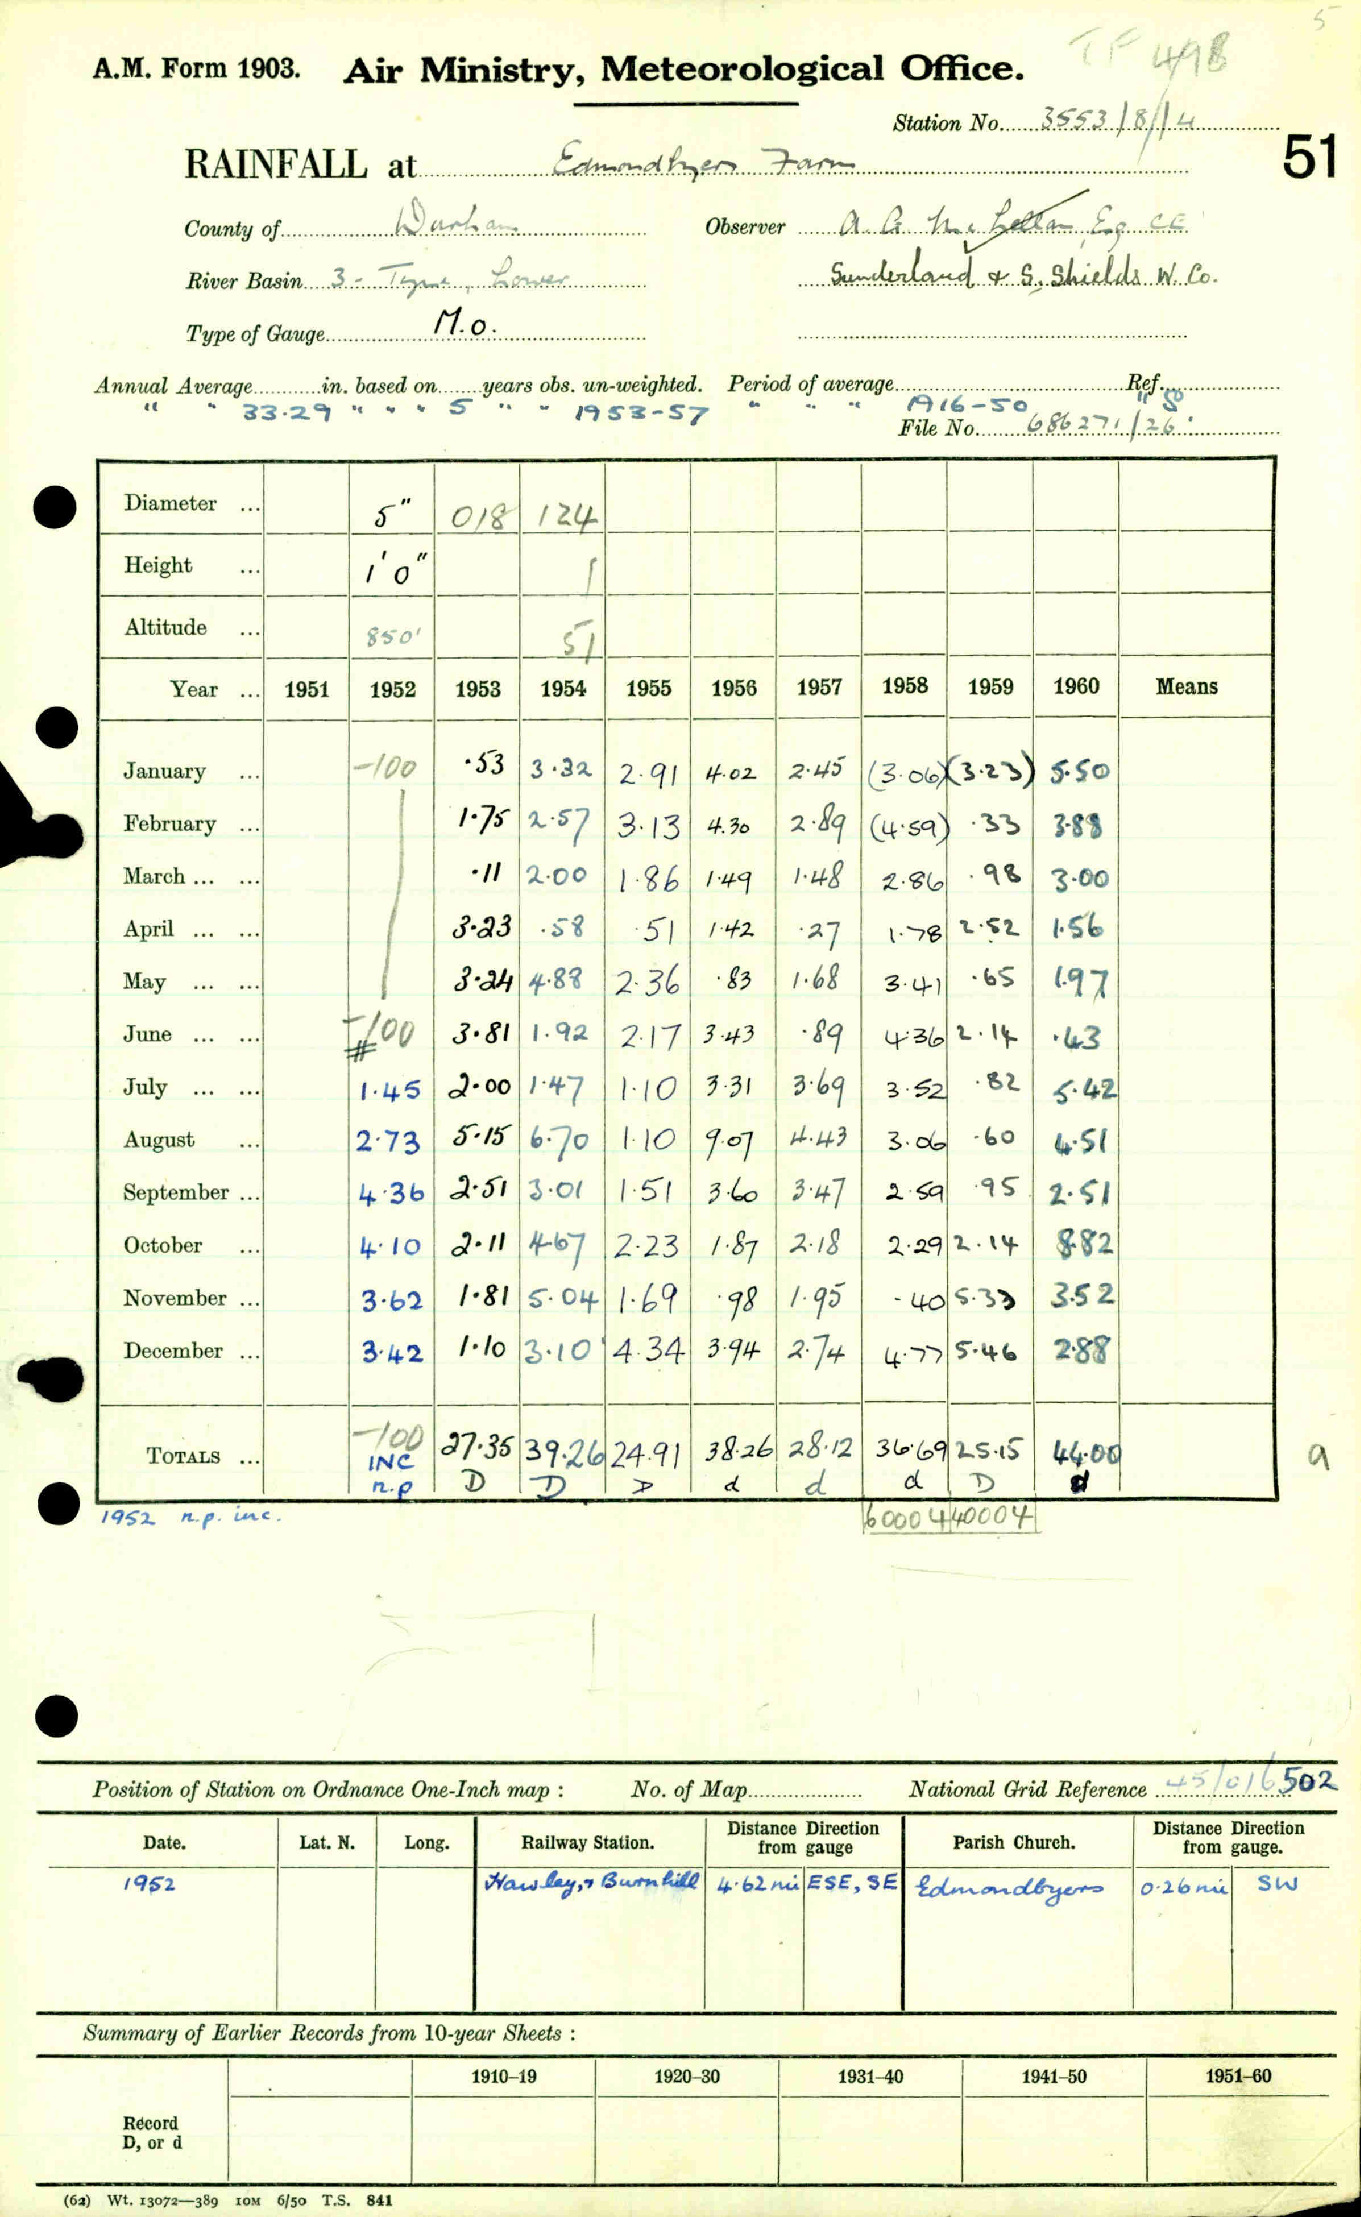 5
TF 498
A.M. Form 1903. Air Ministry, Meteorological Office.
Station No. 3553/8/14
51
RAINFALL at Edmondbyers Farm
County of Durham Observer A. G. McLellan, Esq CE
River Basin 3 - Tyne, Lower Sunderland & S. Shields W. Co.
Type of Gauge M.O.
Annual Average in. based on years obs. un-weighted. Period of average Ref.
" " 33.29 " " " 5 " " 1953-57 " " " 1916-50 " S
File No. 686271/26
Diameter ... 5" 018 124
Height ... 1' 0" 1
Altitude ... 850' 51
Year ... 1951 1952 1953 1954 1955 1956 1957 1958 1959 1960 Means
January ... -100 .53 3.32 2.91 4.02 2.45 (3.06) (3.23) 5.50
February ... 1.75 2.57 3.13 4.30 2.89 (4.59) .33 3.88
March ... ... .11 2.00 1.86 1.49 1.48 2.86 .98 3.00
April ... ... 3.23 .58 .51 1.42 .27 1.78 2.52 1.56
May ... ... 3.24 4.88 2.36 .83 1.68 3.41 .65 1.97
June ... ... -100 3.81 1.92 2.17 3.43 .89 4.36 2.14 .43
#
July ... ... 1.45 2.00 1.47 1.10 3.31 3.69 3.52 .82 5.42
August ... 2.73 5.15 6.70 1.10 9.07 4.43 3.06 .60 4.51
September ... 4.36 2.51 3.01 1.51 3.60 3.47 2.59 .95 2.51
October ... 4.10 2.11 4.67 2.23 1.87 2.18 2.29 2.14 8.82
November ... 3.62 1.81 5.04 1.69 .98 1.95 .40 5.33 3.52
December ... 3.42 1.10 3.10 4.34 3.94 2.74 4.77 5.46 2.88
TOTALS ... -100 27.35 39.26 24.91 38.26 28.12 36.69 25.15 44.00 a
INC
n.p D D D d d d D d
1952 n.p. inc. 60004 40004
Position of Station on Ordnance One-Inch map : No. of Map National Grid Reference 45/016502
Date. Lat. N. Long. Railway Station. Distance from Direction gauge Parish Church. Distance from Direction gauge.
1952 Hawley, & Burnhill 4.62 mi ESE, SE Edmondbyers 0.26 mi SW
Summary of Earlier Records from 10-year Sheets :
1910-19 1920-30 1931-40 1941-50 1951-60
Record
D, or d
(62) Wt. 13072—389 10M 6/50 T.S. 841